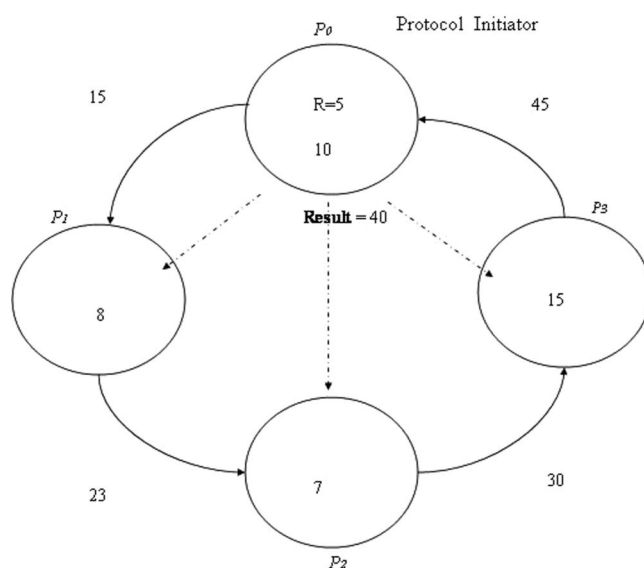 P0 Protocol Initiator
15
R=5
45
10
P1
Result = 40
P3
8
15
23
7
30
P2